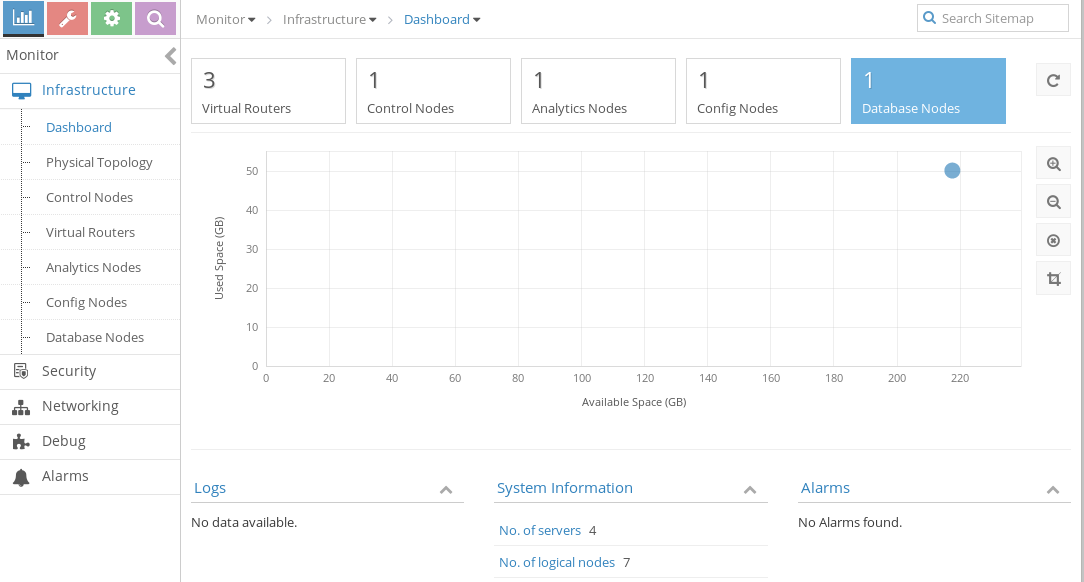 Monitor
Infrastructure
Dashboard
Search Sitemap
Monitor
Infrastructure
Dashboard
Physical Topology
Control Nodes
Virtual Routers
Analytics Nodes
Config Nodes
Database Nodes
Security
Networking
Debug
Alarms
3
Virtual Routers
1
Control Nodes
1
Analytics Nodes
1
Config Nodes
1
Database Nodes
Used Space (GB)
50
40
30
20
10
0
0 20 40 60 80 100 120 140 160 180 200 220
Available Space (GB)
Logs
No data available.
System Information
No. of servers 4
No. of logical nodes 7
Alarms
No Alarms found.